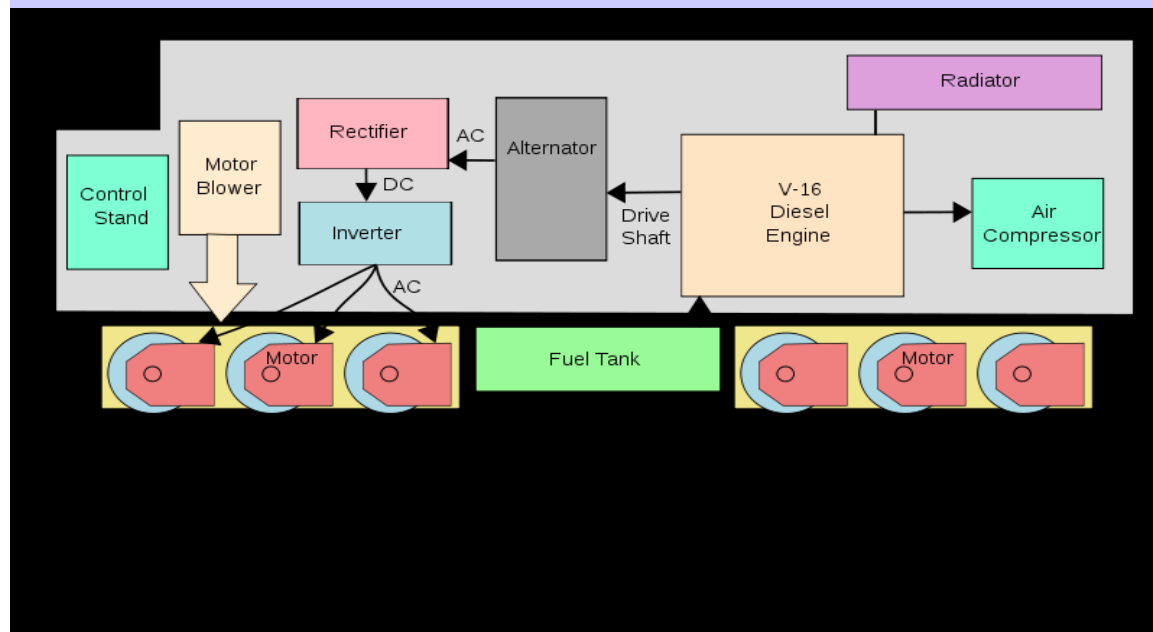 Radiator
Rectifier
AC
Alternator
Motor
Blower
DC
Control
Stand
V-16
Diesel
Engine
Drive
Shaft
Air
Compressor
Inverter
AC
Motor
Fuel Tank
Motor